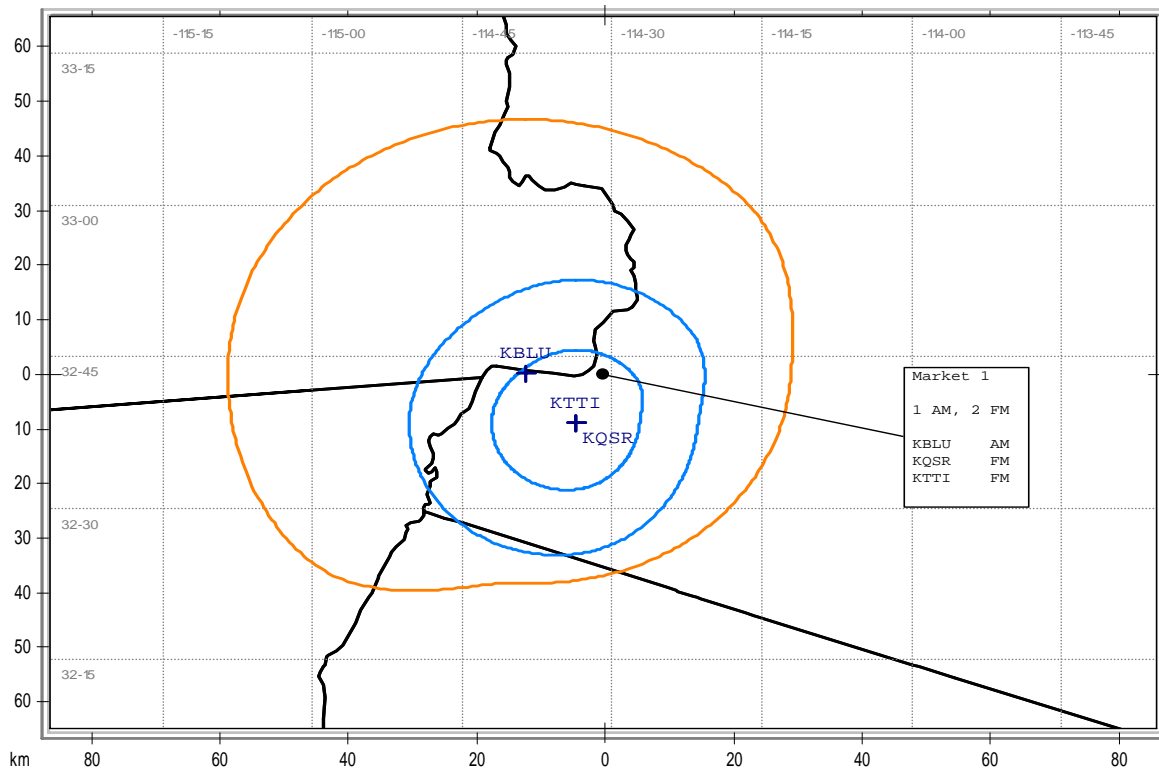 -115-15 -115-00 -114-45 -114-30 -114-15 -114-00 -113-45
60
33-15
50
40
30
33-00
20
10
KBLU
0
32-45
Market 1
10
KTTI
1 AM, 2 FM
KQSR
KBLU AM
KQSR FM
KTTI FM
20
32-30
30
40
50
32-15
60
km 80 60 40 20 0 20 40 60 80